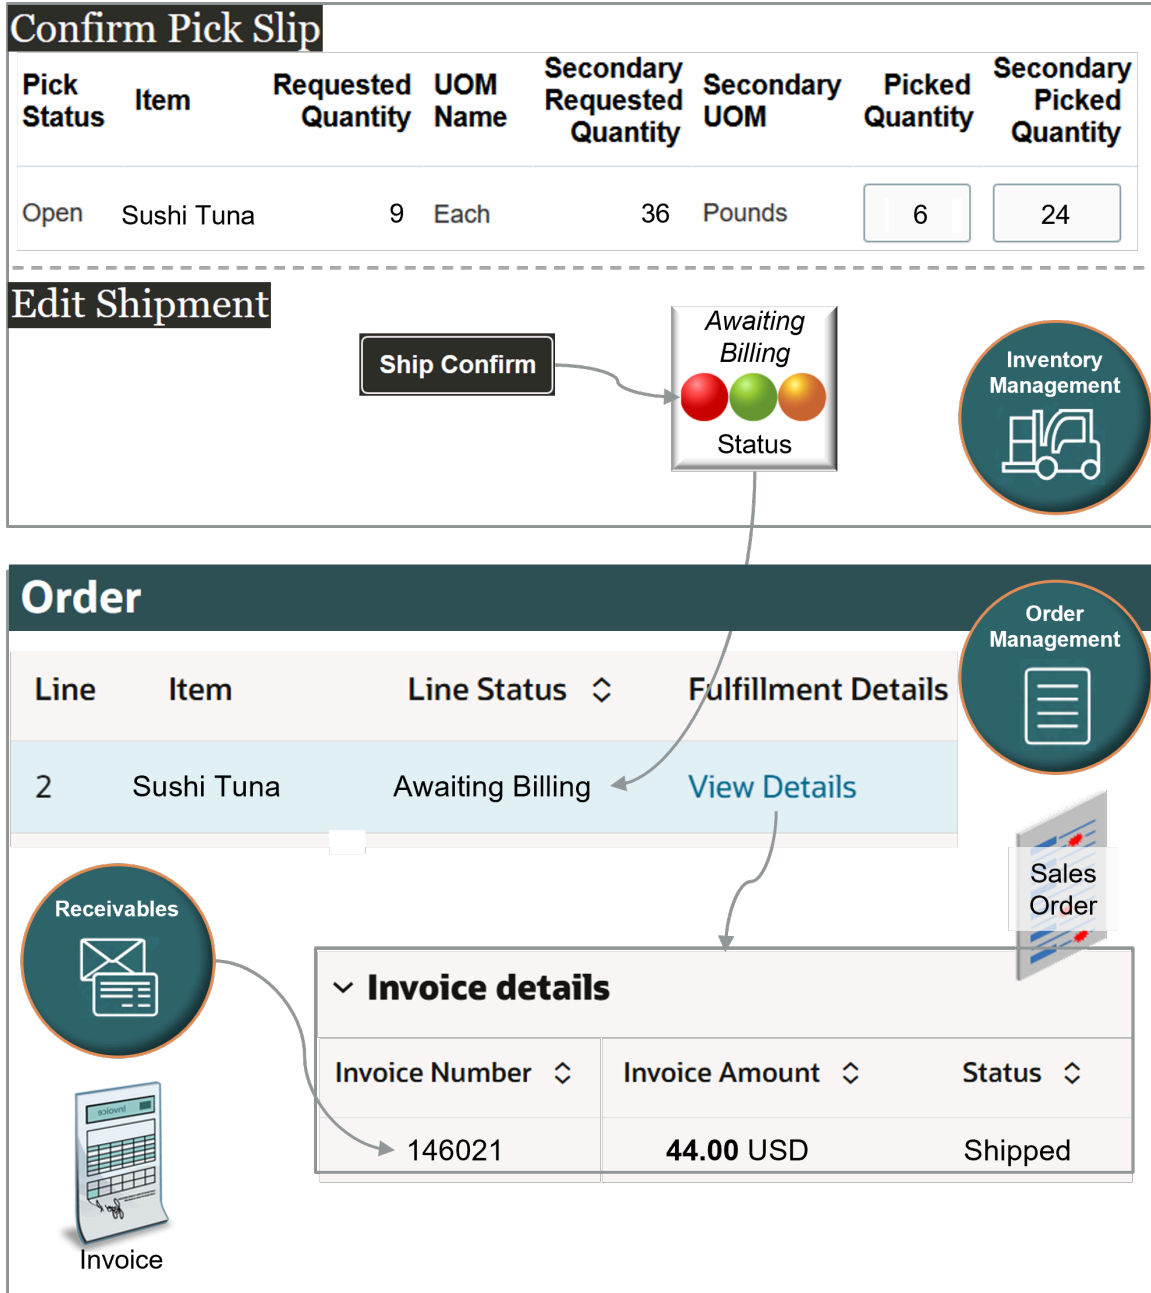 Confirm Pick Slip
Pick Status
Item
Requested Quantity
UOM Name
Secondary Requested Quantity
Secondary UOM
Picked Quantity
Secondary Picked Quantity
Open
Sushi Tuna
9
Each
36
Pounds
6
24
Edit Shipment
Ship Confirm
Awaiting
Billing
Status
Inventory
Management
Order
Order
Management
Line
Item
Line Status
Fulfillment Details
2
Sushi Tuna
Awaiting Billing
View Details
Sales
Order
Receivables
Invoice details
Invoice Number
Invoice Amount
Status
146021
44.00 USD
Shipped
Invoice
Invoice